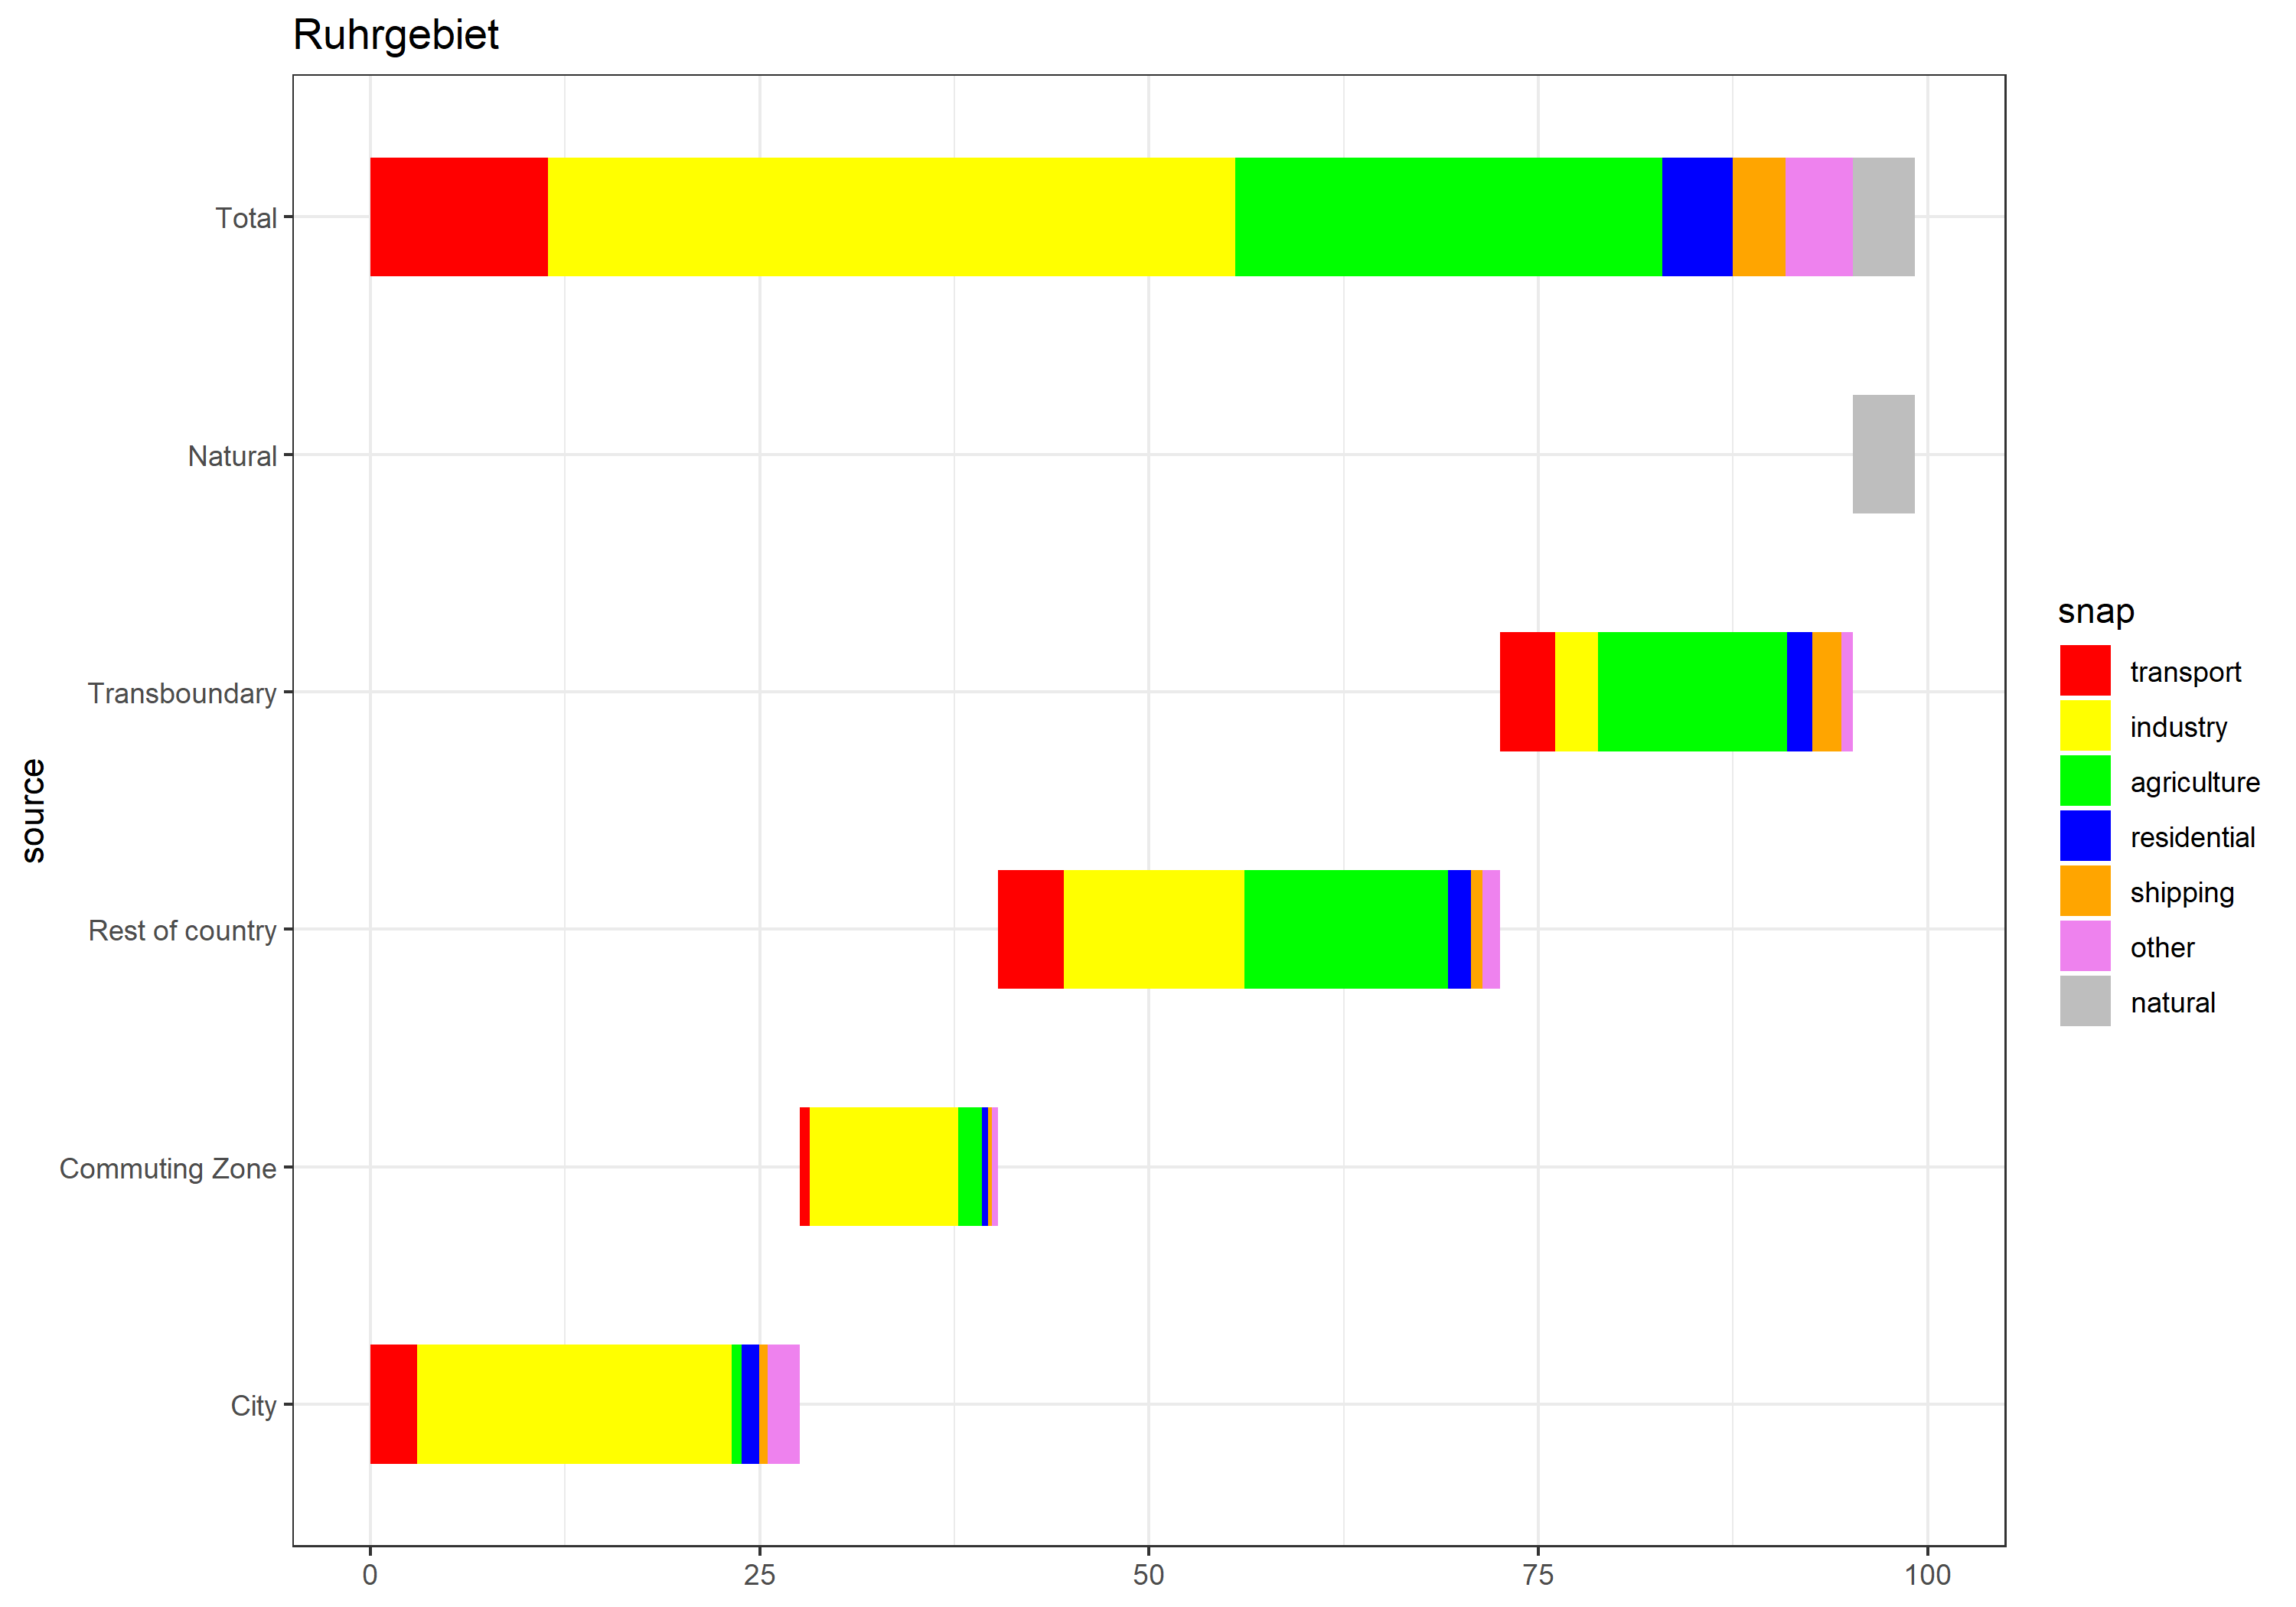 Ruhrgebiet
Total
Natural
Transboundary
Rest of country
Commuting Zone
City
source
0 25 50 75 100
snap
transport
industry
agriculture
residential
shipping
other
natural